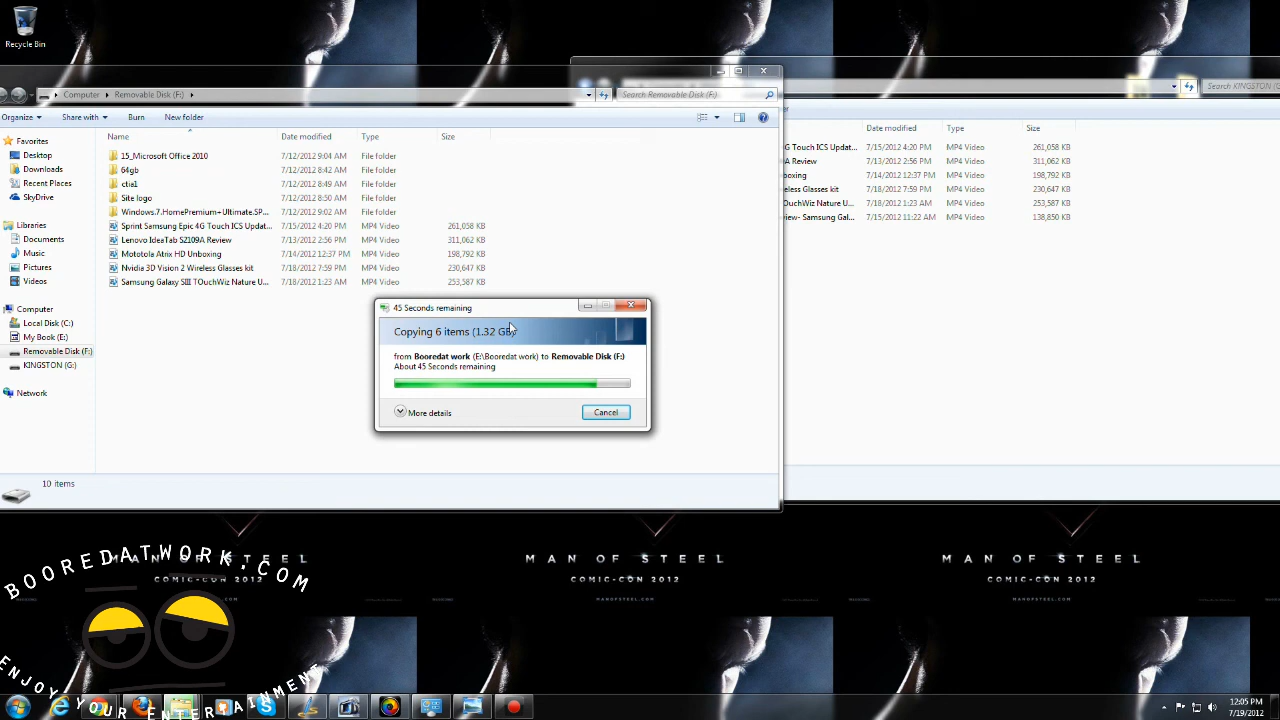 Recycle Bin
Computer
Removable Disk (F:)
Search Removable Disk (F:)
Search KINGSTON (G
Organize
Share with
Burn
New folder
Favorites
Desktop
Downloads
Recent Places
SkyDrive
Libraries
Documents
Music
Pictures
Videos
Computer
Local Disk (C:)
My Book (E:)
Removable Disk (F:)
KINGSTON (G:)
Network
Name Date modified Type Size
15_Microsoft Office 2010 7/12/2012 9:04 AM File folder
64gb 7/12/2012 8:42 AM File folder
ctia1 7/12/2012 8:49 AM File folder
Site logo 7/12/2012 8:50 AM File folder
Windows.7.HomePremium+Ultimate.SP... 7/12/2012 9:02 AM File folder
Sprint Samsung Epic 4G Touch ICS Updat... 7/15/2012 4:20 PM MP4 Video 261,058 KB
Lenovo IdeaTab S2109A Review 7/13/2012 2:56 PM MP4 Video 311,062 KB
Mototola Atrix HD Unboxing 7/14/2012 12:37 PM MP4 Video 198,792 KB
Nvidia 3D Vision 2 Wireless Glasses kit 7/18/2012 7:59 PM MP4 Video 230,647 KB
Samsung Galaxy SIII TOuchWiz Nature U... 7/18/2012 1:23 AM MP4 Video 253,587 KB
Date modified Type Size
G Touch ICS Updat... 7/15/2012 4:20 PM MP4 Video 261,058 KB
A Review 7/13/2012 2:56 PM MP4 Video 311,062 KB
boxing 7/14/2012 12:37 PM MP4 Video 198,792 KB
eless Glasses kit 7/18/2012 7:59 PM MP4 Video 230,647 KB
OuchWiz Nature U... 7/18/2012 1:23 AM MP4 Video 253,587 KB
view- Samsung Gal... 7/15/2012 11:22 AM MP4 Video 138,850 KB
45 Seconds remaining
Copying 6 items (1.32 GB)
from Booredat work (E:\Booredat work) to Removable Disk (F:)
About 45 Seconds remaining
More details
Cancel
10 items
MAN OF STEEL
COMIC-CON 2012
MAN OF STEEL
COMIC-CON 2012
MANOFSTEEL.COM
MAN OF STEEL
COMIC-CON 2012
MANOFSTEEL.COM
BOOREDATWORK.COM
ENJOY YOUR ENTERTAINMENT
12:05 PM
7/19/2012